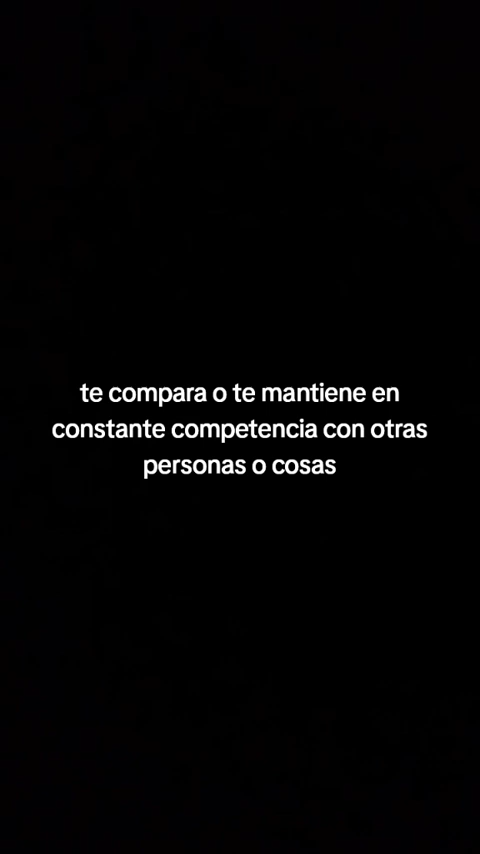 te compara o te mantiene en
constante competencia con otras
personas o cosas